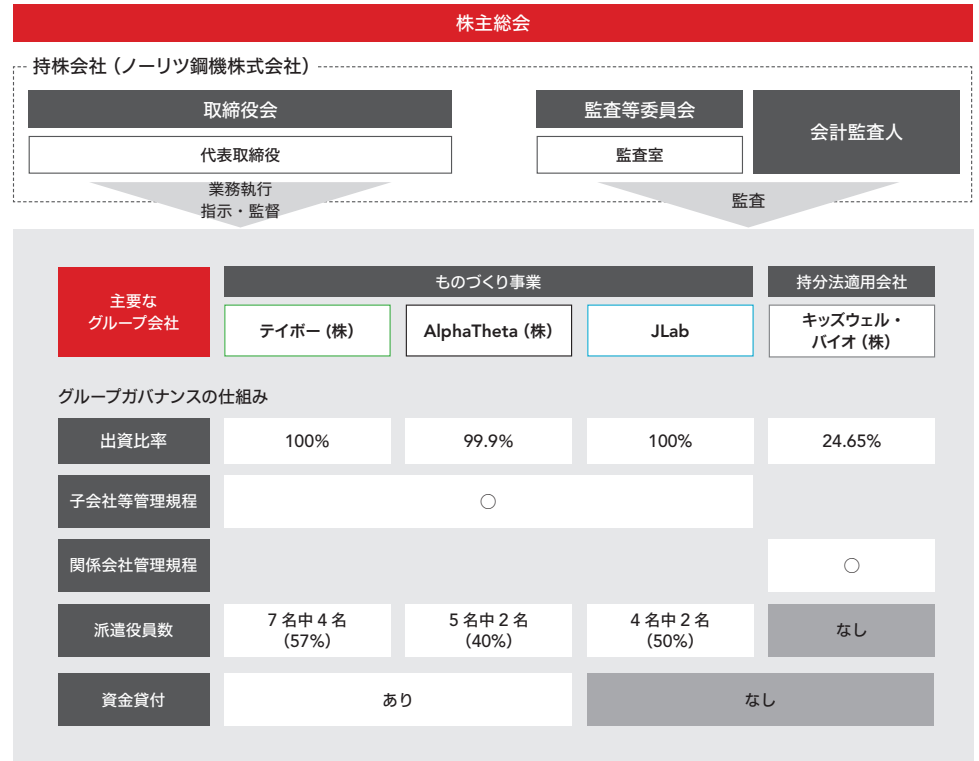 株主総会
持株会社（ノーリツ鋼機株式会社）
取締役会
代表取締役
監査等委員会
監査室
会計監査人
業務執行
指示・監督
監査
主要な
グループ会社
ものづくり事業
持分法適用会社
テイボー（株）
AlphaTheta（株）
JLab
キッズウェル・
バイオ（株）
グループガバナンスの仕組み
出資比率
100%
99.9%
100%
24.65%
子会社等管理規程
○
関係会社管理規程
○
派遣役員数
7名中4名
(57%)
5名中2名
(40%)
4名中2名
(50%)
なし
資金貸付
あり
なし